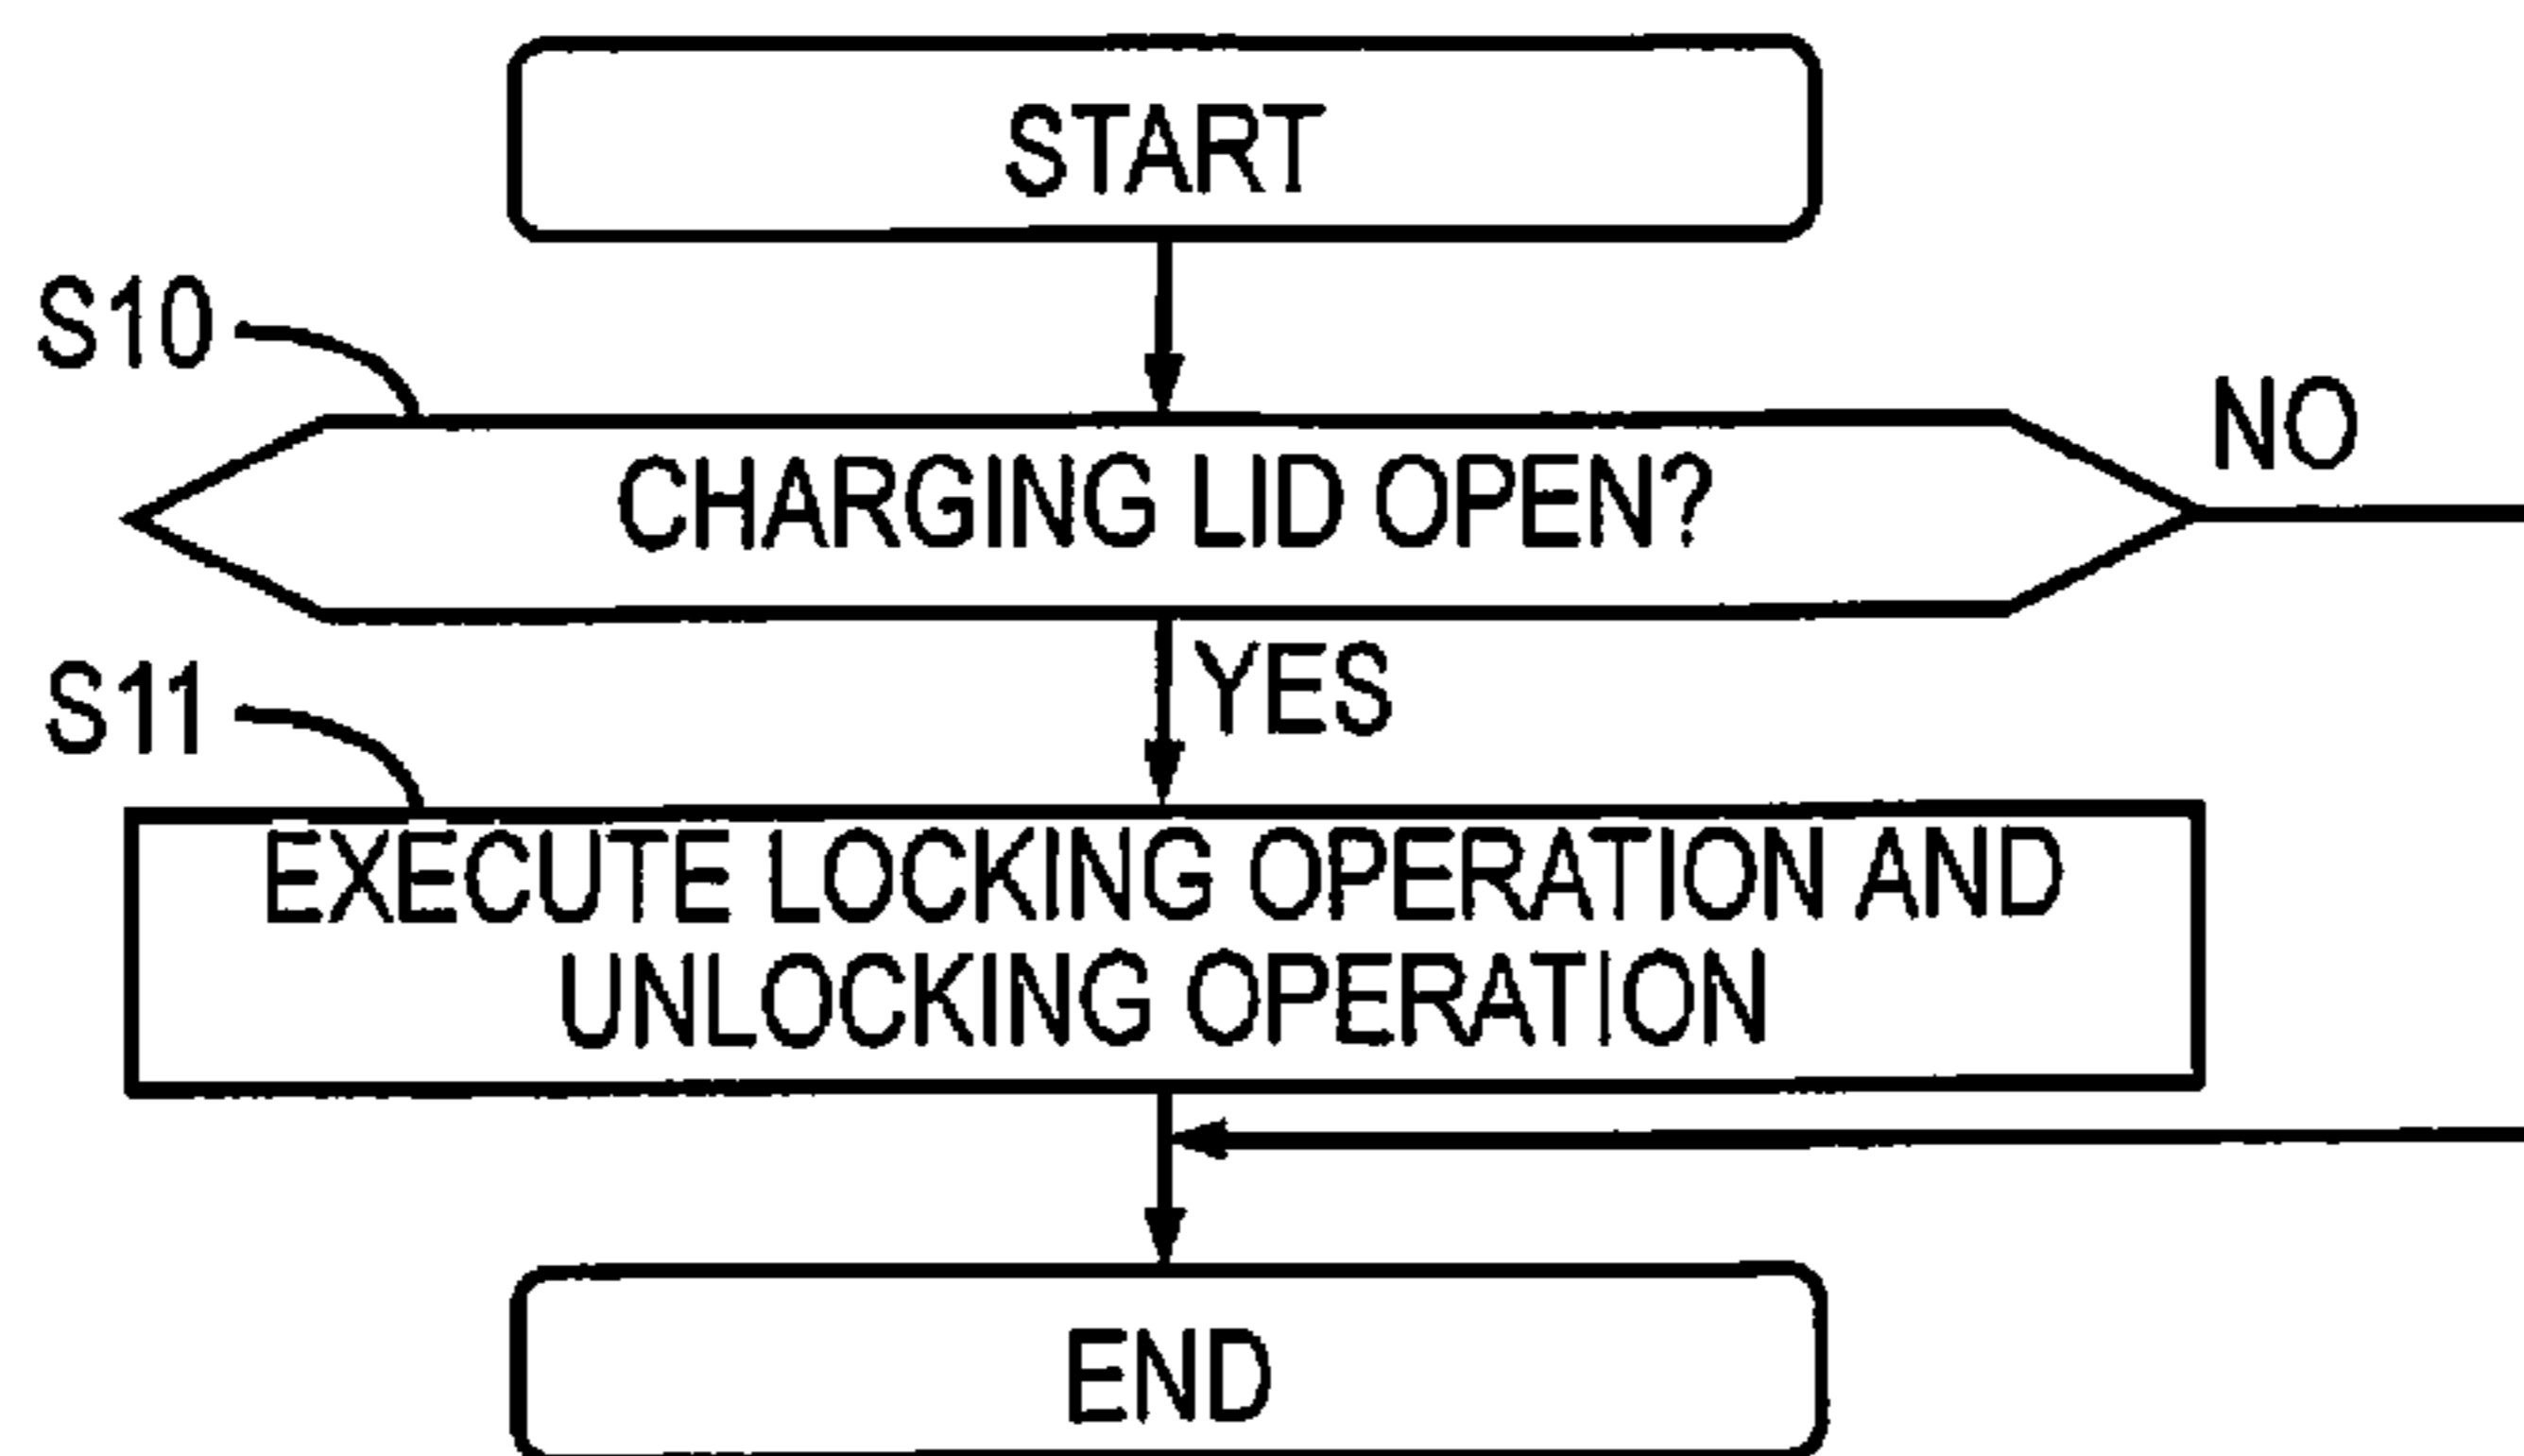 START
S10
CHARGING LID OPEN?
NO
YES
S11
EXECUTE LOCKING OPERATION AND
UNLOCKING OPERATION
END